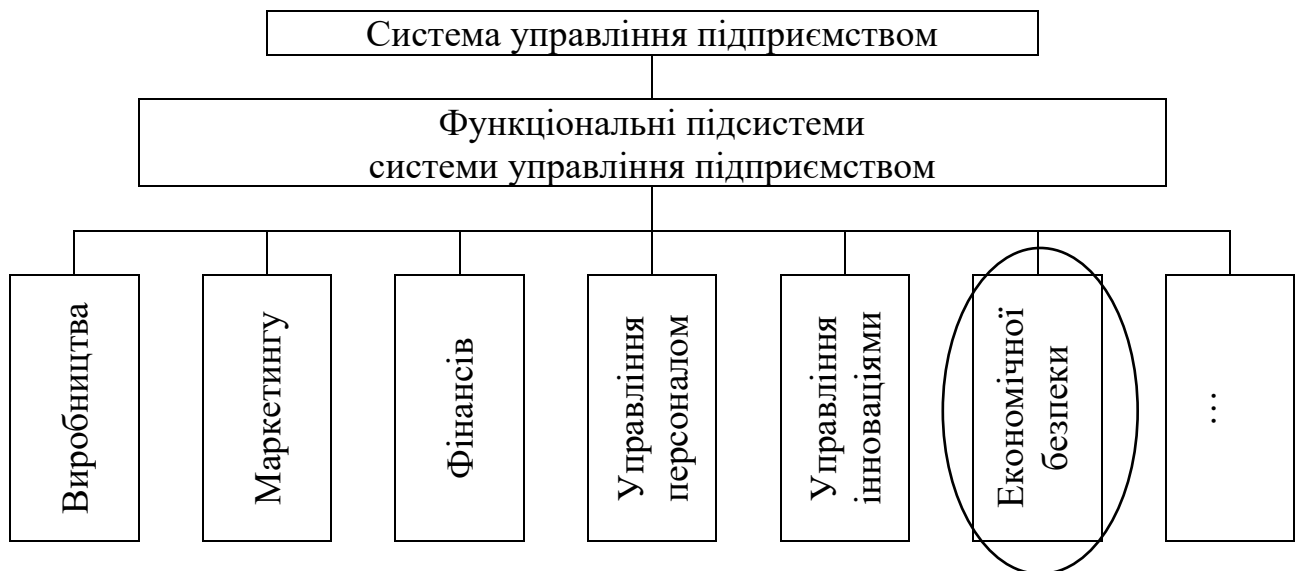 Система управління підприємством
Функціональні підсистеми
системи управління підприємством
Виробництва
Маркетингу
Фінансів
Управління
персоналом
Управління
інноваціями
Економічної
безпеки
…